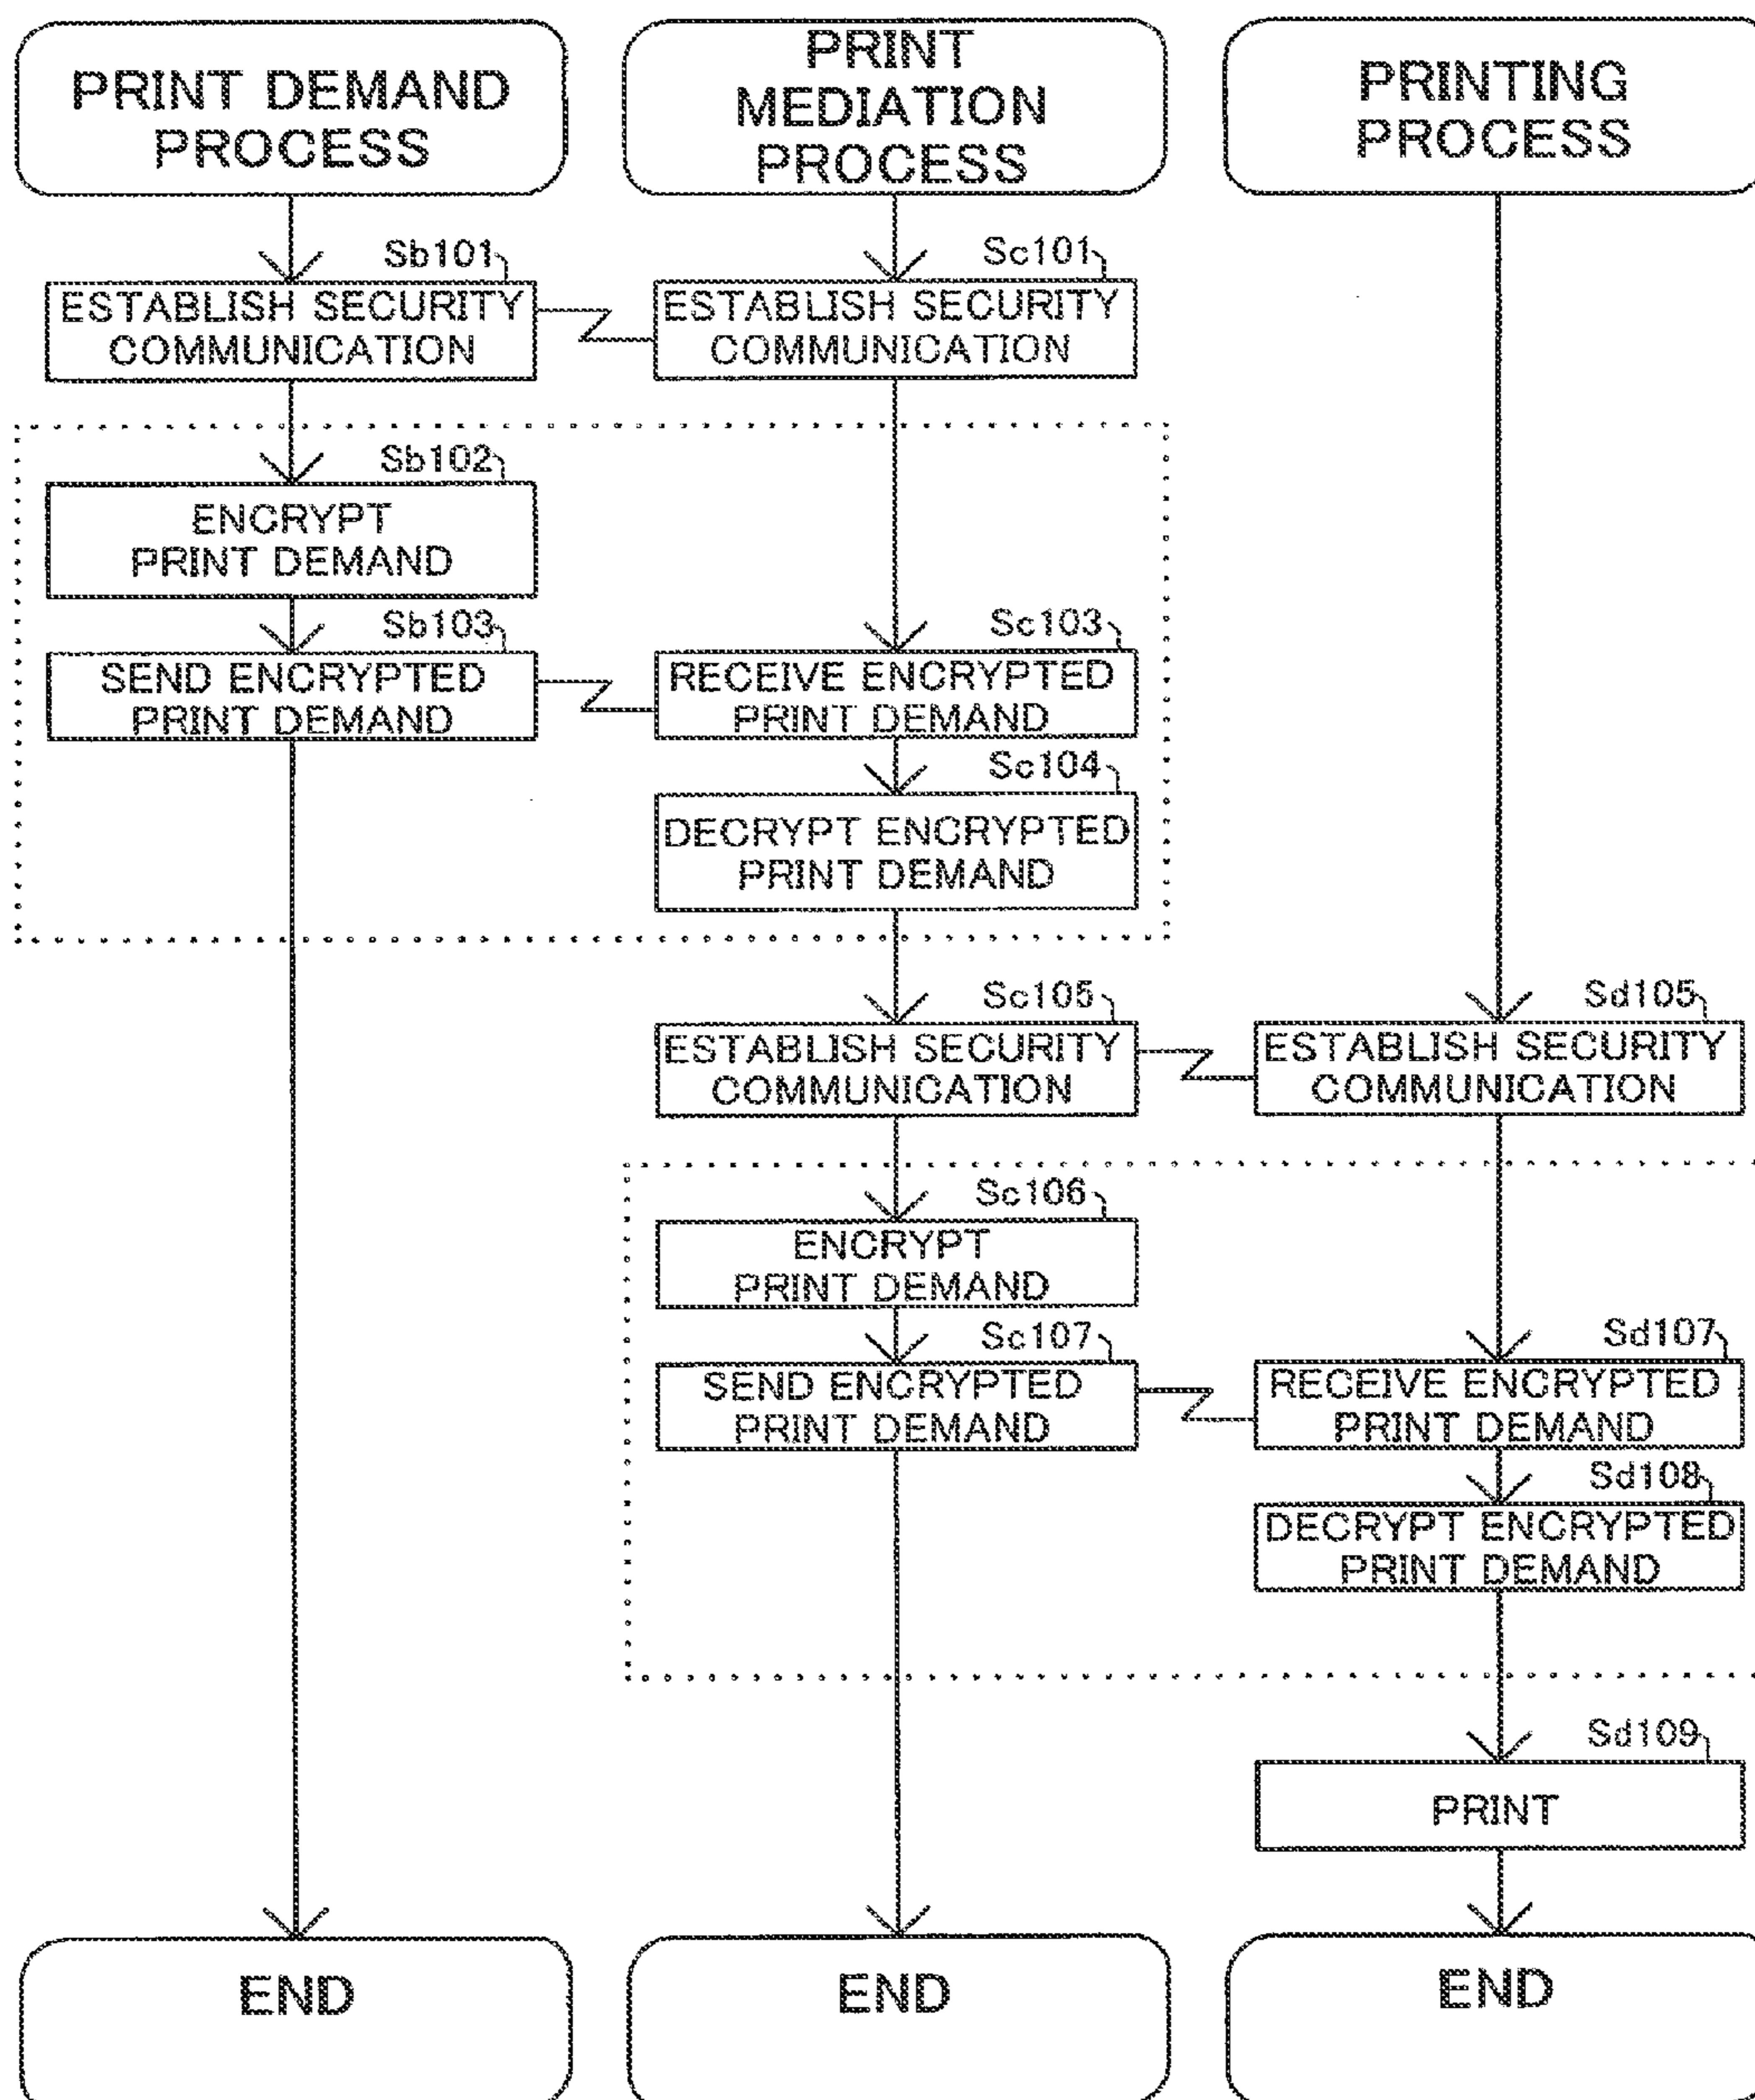 PRINT DEMAND
PROCESS
PRINT
MEDIATION
PROCESS
PRINTING
PROCESS
Sb101
ESTABLISH SECURITY
COMMUNICATION
Sc101
ESTABLISH SECURITY
COMMUNICATION
Sb102
ENCRYPT
PRINT DEMAND
Sb103
SEND ENCRYPTED
PRINT DEMAND
Sc103
RECEIVE ENCRYPTED
PRINT DEMAND
Sc104
DECRYPT ENCRYPTED
PRINT DEMAND
Sc105
ESTABLISH SECURITY
COMMUNICATION
Sd105
ESTABLISH SECURITY
COMMUNICATION
Sc106
ENCRYPT
PRINT DEMAND
Sc107
SEND ENCRYPTED
PRINT DEMAND
Sd107
RECEIVE ENCRYPTED
PRINT DEMAND
Sd108
DECRYPT ENCRYPTED
PRINT DEMAND
Sd109
PRINT
END
END
END